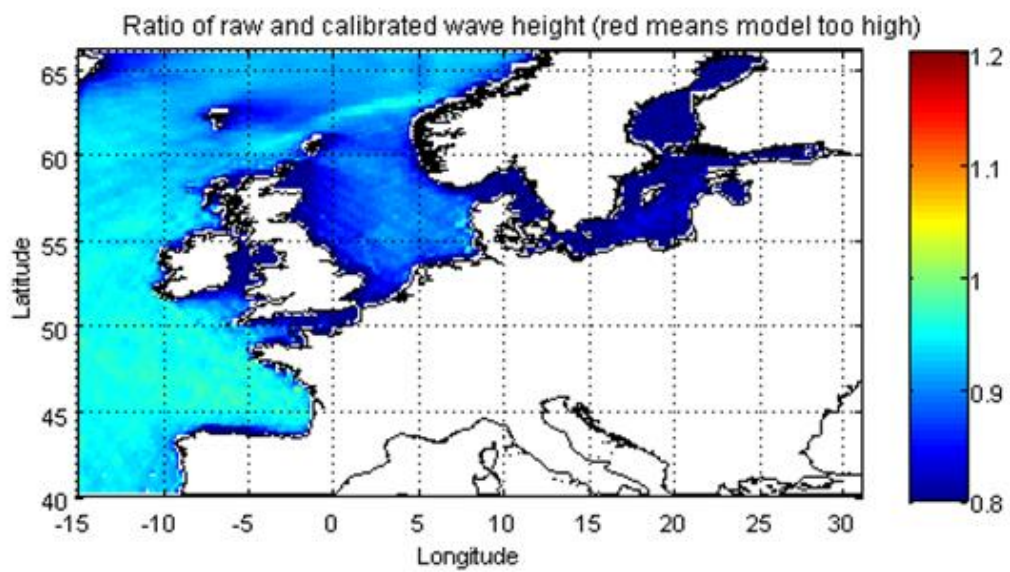 Ratio of raw and calibrated wave height (red means model too high)
65
60
55
50
45
40
Latitude
-15 -10 -5 0 5 10 15 20 25 30
Longitude
1.2
1.1
1
0.9
0.8